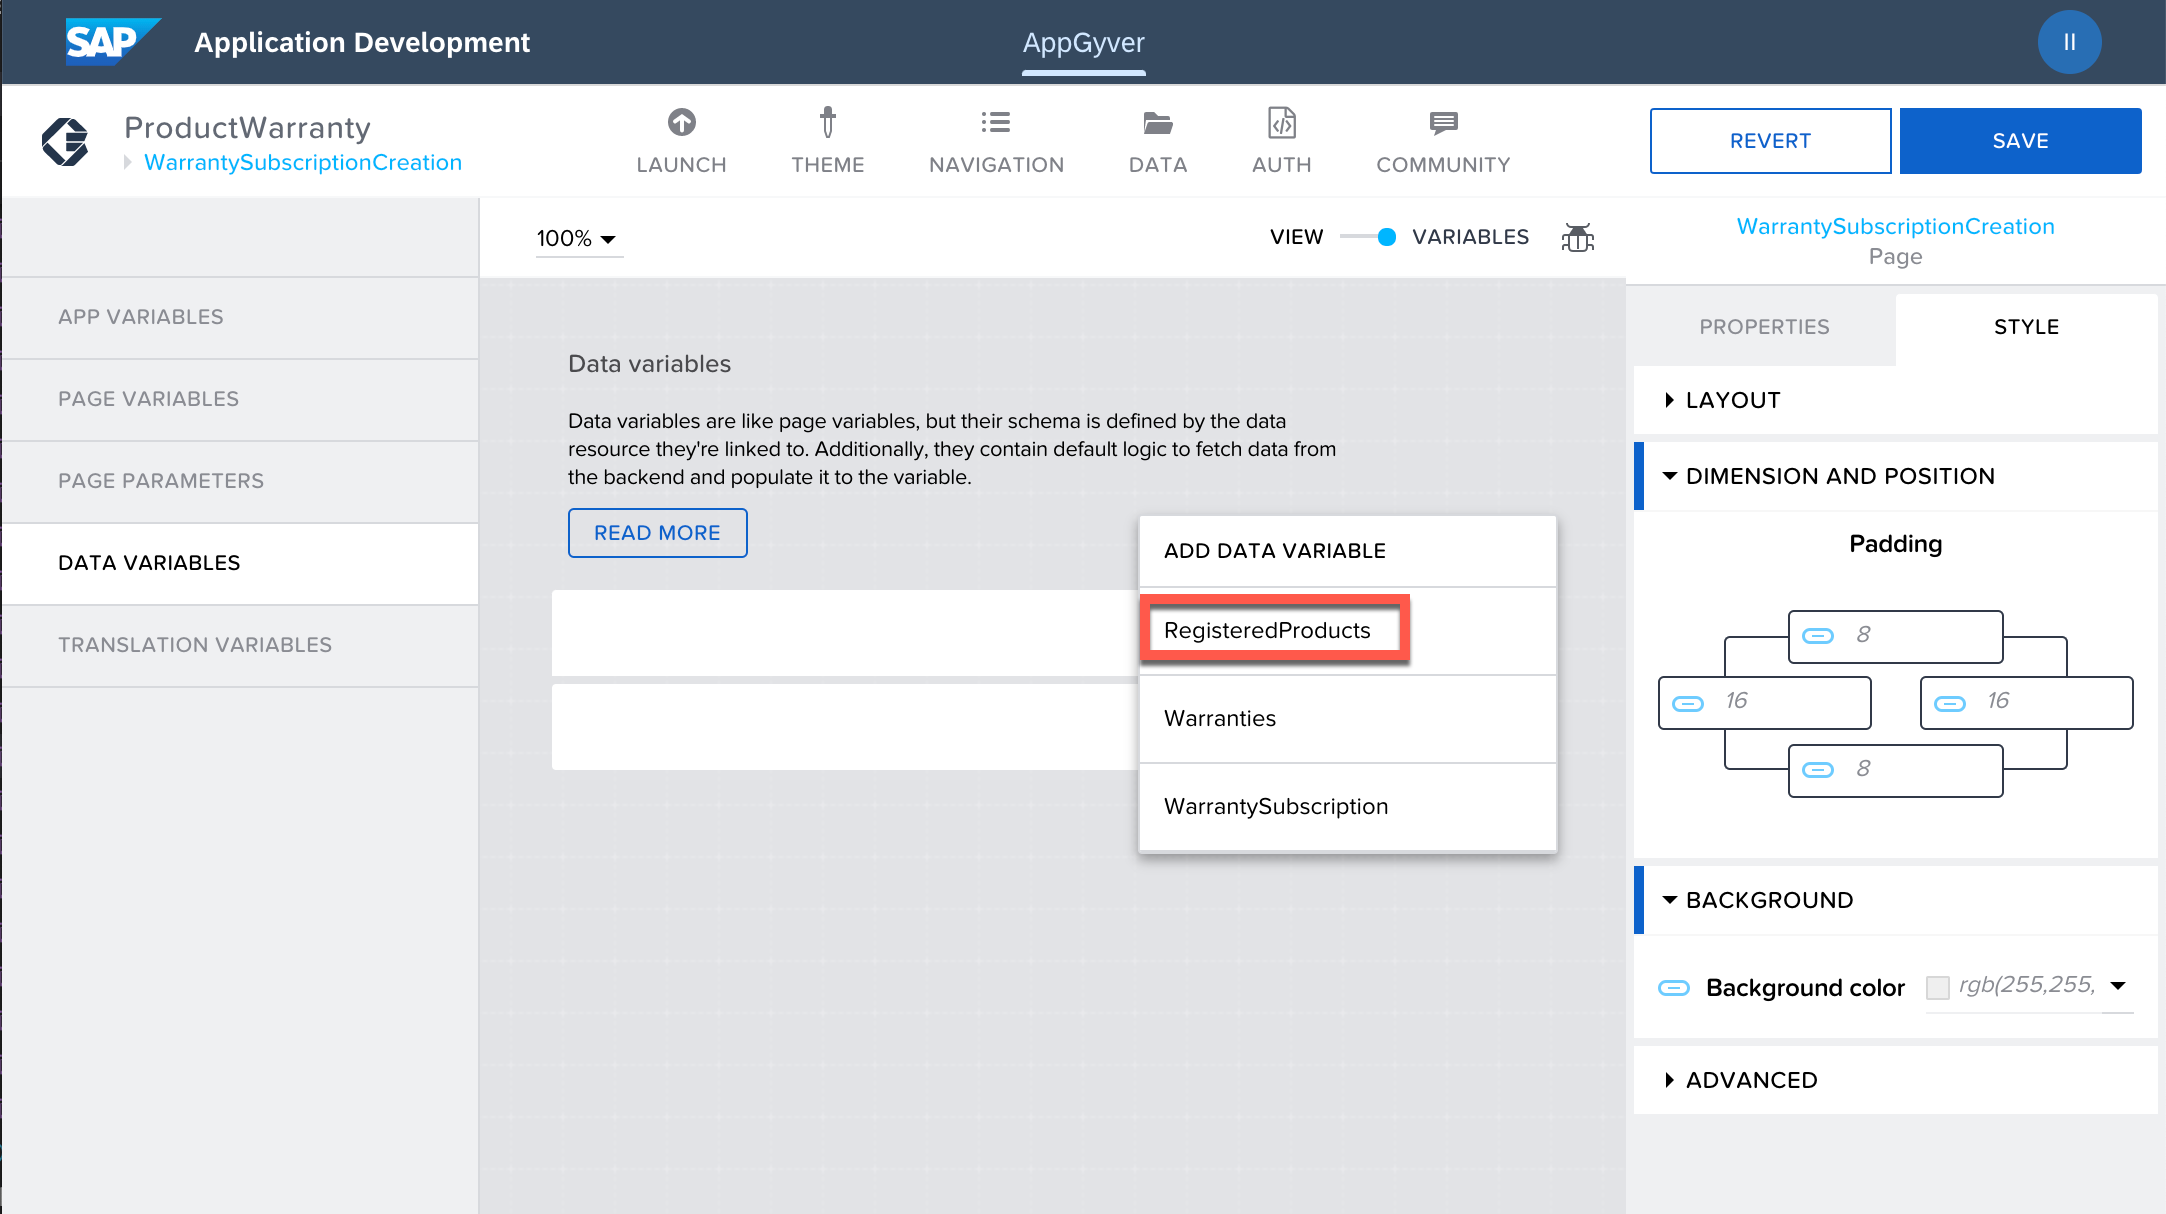 SAP Application Development
AppGyver
II
ProductWarranty
WarrantySubscriptionCreation
LAUNCH
THEME
NAVIGATION
DATA
AUTH
COMMUNITY
REVERT
SAVE
100%
VIEW
VARIABLES
WarrantySubscriptionCreation
Page
APP VARIABLES
PAGE VARIABLES
PAGE PARAMETERS
DATA VARIABLES
TRANSLATION VARIABLES
Data variables
Data variables are like page variables, but their schema is defined by the data
resource they're linked to. Additionally, they contain default logic to fetch data from
the backend and populate it to the variable.
READ MORE
ADD DATA VARIABLE
RegisteredProducts
Warranties
WarrantySubscription
PROPERTIES
STYLE
LAYOUT
DIMENSION AND POSITION
Padding
8
16
16
8
BACKGROUND
Background color
rgb(255,255,
ADVANCED